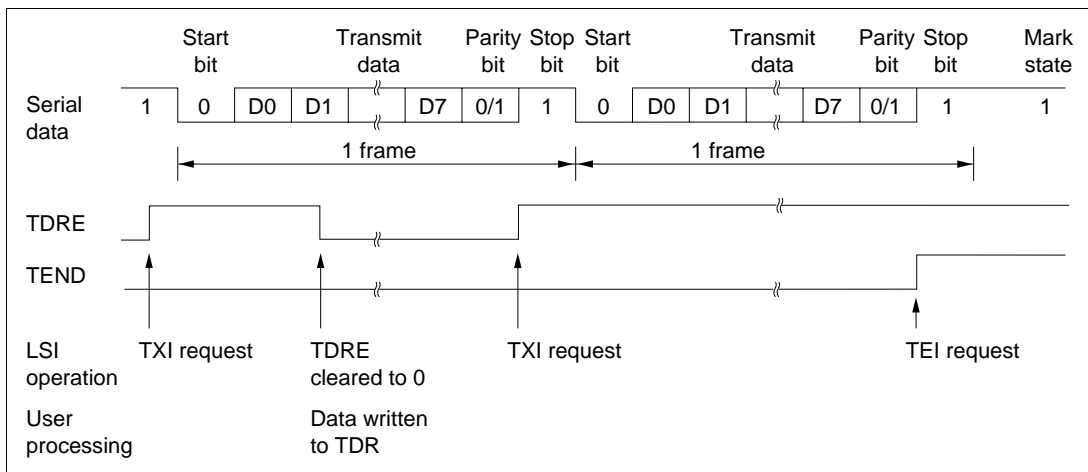 Start bit Transmit data Parity bit Stop bit Start bit Transmit data Parity bit Stop bit Mark state
Serial data 1 0 D0 D1 D7 0/1 1 0 D0 D1 D7 0/1 1 1
1 frame 1 frame
TDRE
TEND
LSI operation TXI request TDRE cleared to 0 TXI request TEI request
User processing Data written to TDR